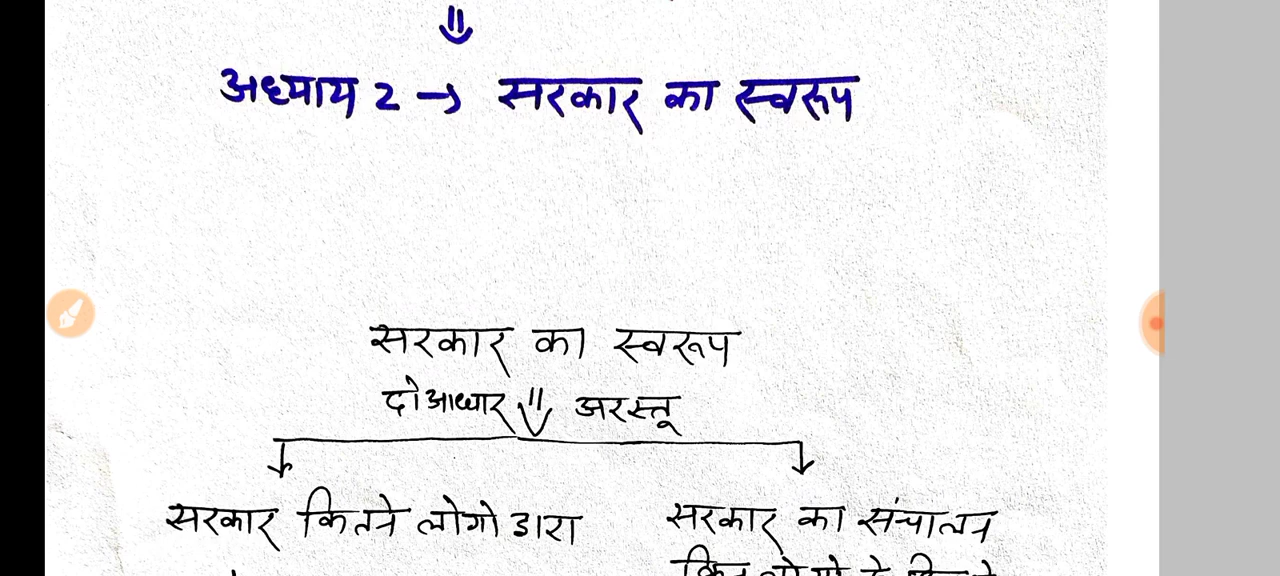 अध्याय 2 → सरकार का स्वरूप
सरकार का स्वरूप
दो आधार अरस्तू
सरकार कितने लोगो द्वारा
सरकार का संचालन